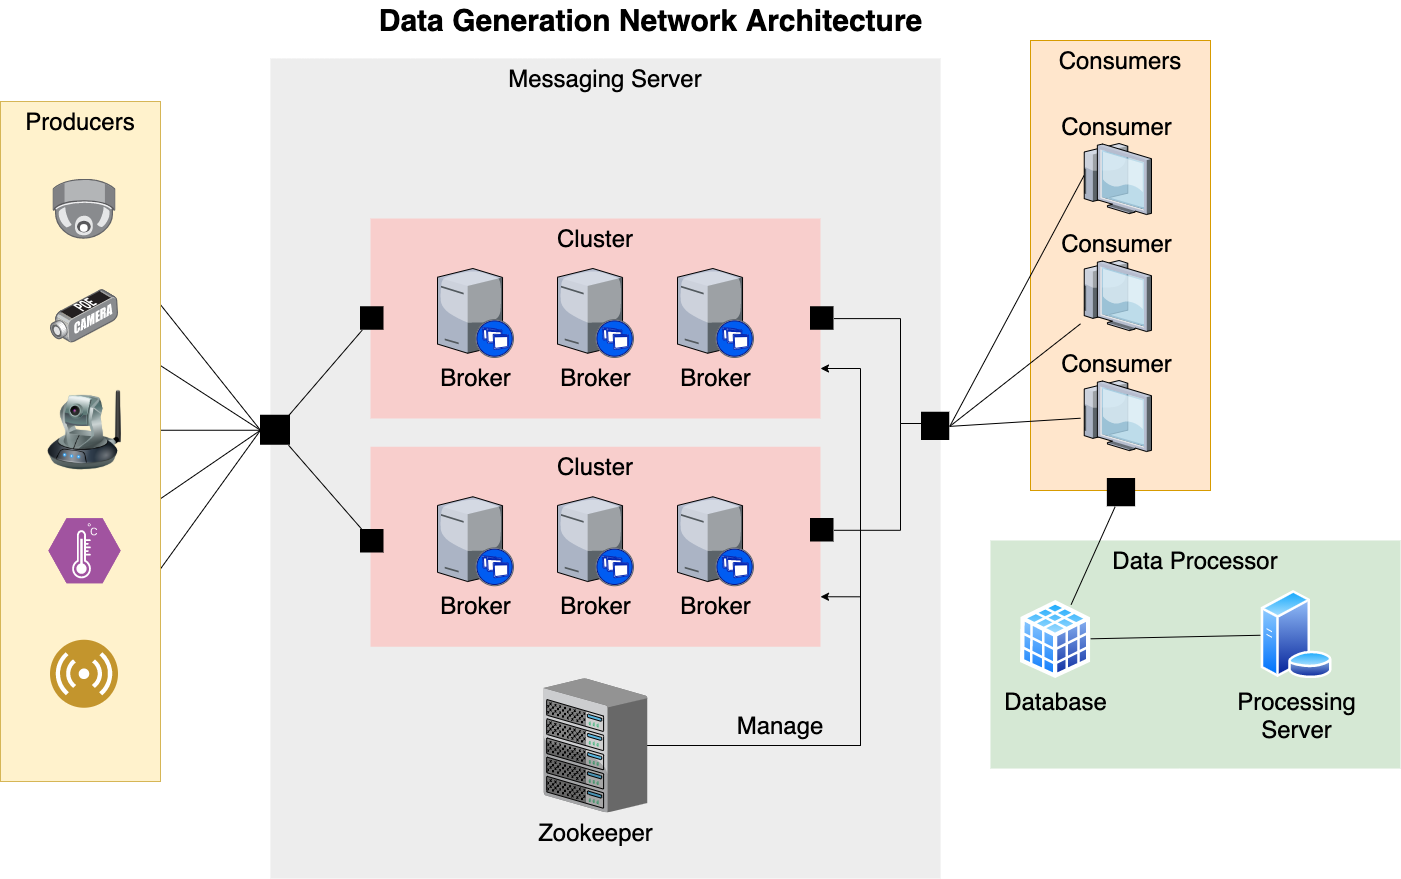 Data Generation Network Architecture
Producers
POE
CAMERA
°C
Messaging Server
Cluster
Broker
Broker
Broker
Cluster
Broker
Broker
Broker
Manage
Zookeeper
Consumers
Consumer
Consumer
Consumer
Data Processor
Database
Processing
Server